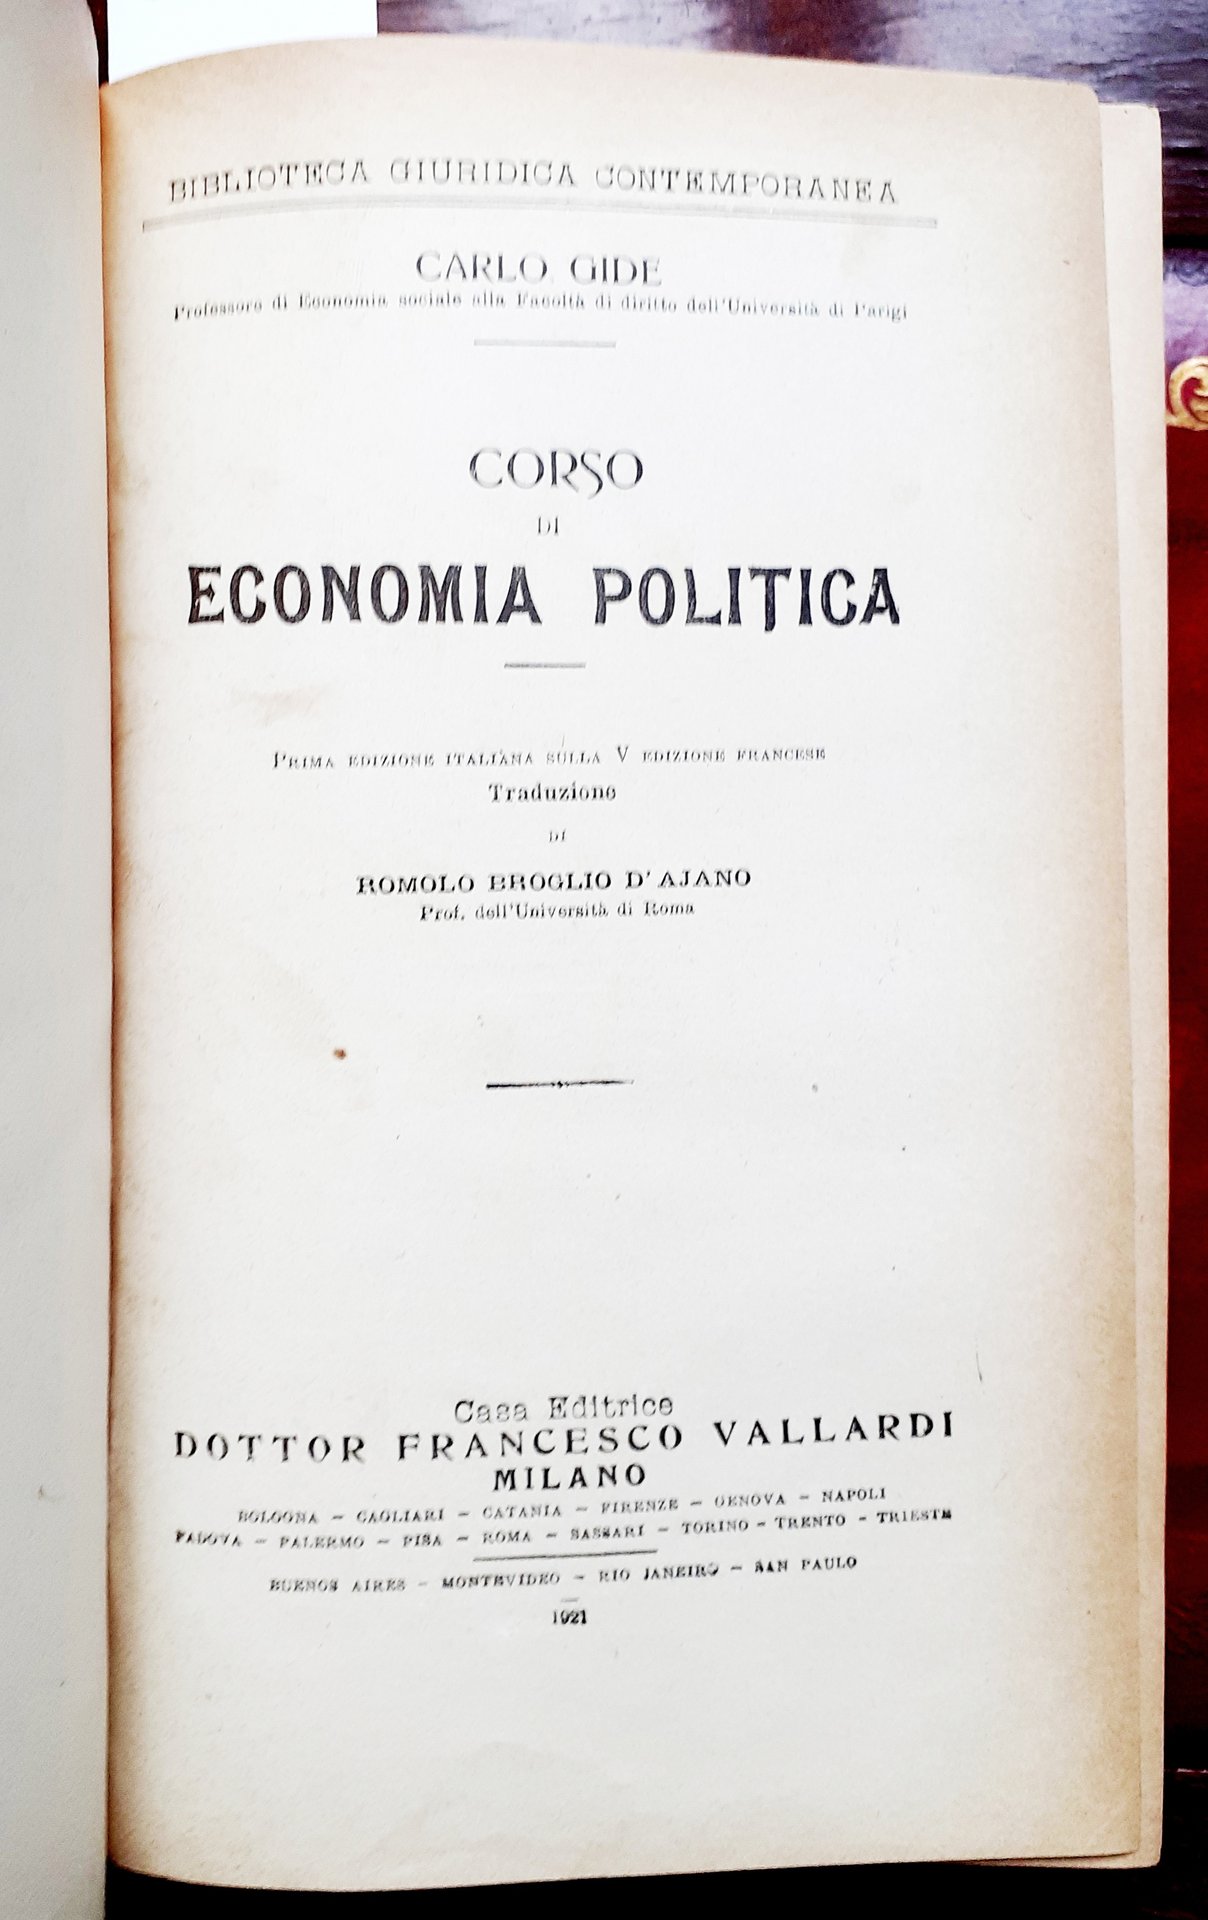 BIBLIOTECA GIURIDICA CONTEMPORANEA
CARLO GIDE
Professore di Economia sociale alla Facoltà di diritto dell'Università di Parigi
CORSO
DI
ECONOMIA POLITICA
PRIMA EDIZIONE ITALIANA SULLA V EDIZIONE FRANCESE
Traduzione
DI
ROMOLO BROGLIO D'AJANO
Prof. dell'Università di Roma
Casa Editrice
DOTTOR FRANCESCO VALLARDI
MILANO
BOLOGNA - CAGLIARI - CATANIA - FIRENZE - GENOVA - NAPOLI
PADOVA - PALERMO - PISA - ROMA - SASSARI - TORINO - TRENTO - TRIESTE
BUENOS AIRES - MONTEVIDEO - RIO JANEIRO - SAN PAULO
1921